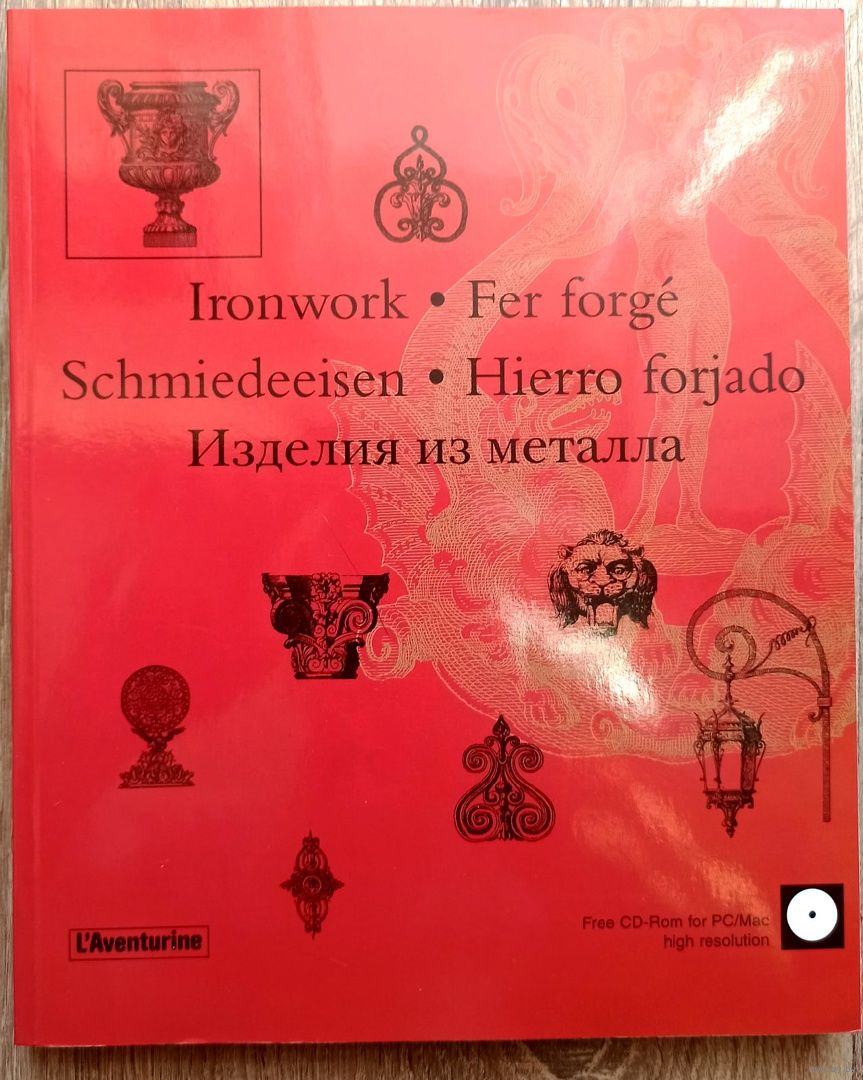 Ironwork • Fer forgé
Schmiedeeisen • Hierro forjado
Изделия из металла
L'Aventurine
Free CD-Rom for PC/Mac
high resolution